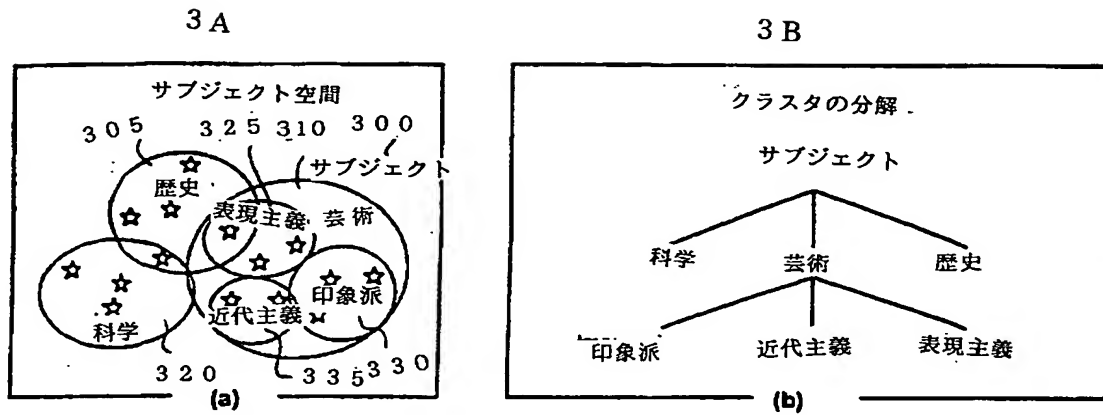 3A
サブジェクト空間
305
325
310
300
サブジェクト
歴史
表現主義
芸術
印象派
近代主義
科学
320
335
330
(a)
3B
クラスタの分解
サブジェクト
科学
芸術
歴史
印象派
近代主義
表現主義
(b)